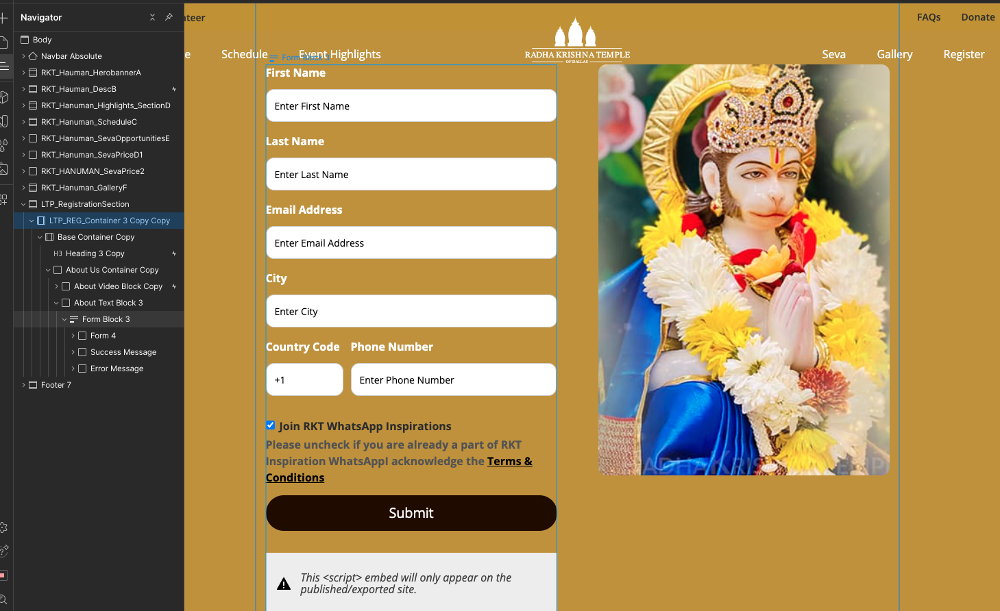 Navigator
Body
Navbar Absolute
RKT_Hauman_HerobannerA
RKT_Hauman_DescB
RKT_Hanuman_Highlights_SectionD
RKT_Hanuman_ScheduleC
RKT_Hanuman_SevaOpportunitiesE
RKT_Hanuman_SevaPriceD1
RKT_HANUMAN_SevaPrice2
RKT_Hanuman_GalleryF
LTP_RegistrationSection
LTP_REG_Container 3 Copy Copy
Base Container Copy
H3 Heading 3 Copy
About Us Container Copy
About Video Block Copy
About Text Block 3
Form Block 3
Form 4
Success Message
Error Message
Footer 7
nteer
FAQs Donate
e Schedule Event Highlights
RADHA KRISHNA TEMPLE
OF DALLAS
Seva Gallery Register
Form Block 3
First Name
Enter First Name
Last Name
Enter Last Name
Email Address
Enter Email Address
City
Enter City
Country Code Phone Number
+1 Enter Phone Number
Join RKT WhatsApp Inspirations
Please uncheck if you are already a part of RKT
Inspiration WhatsAppI acknowledge the Terms &
Conditions
Submit
This <script> embed will only appear on the
published/exported site.